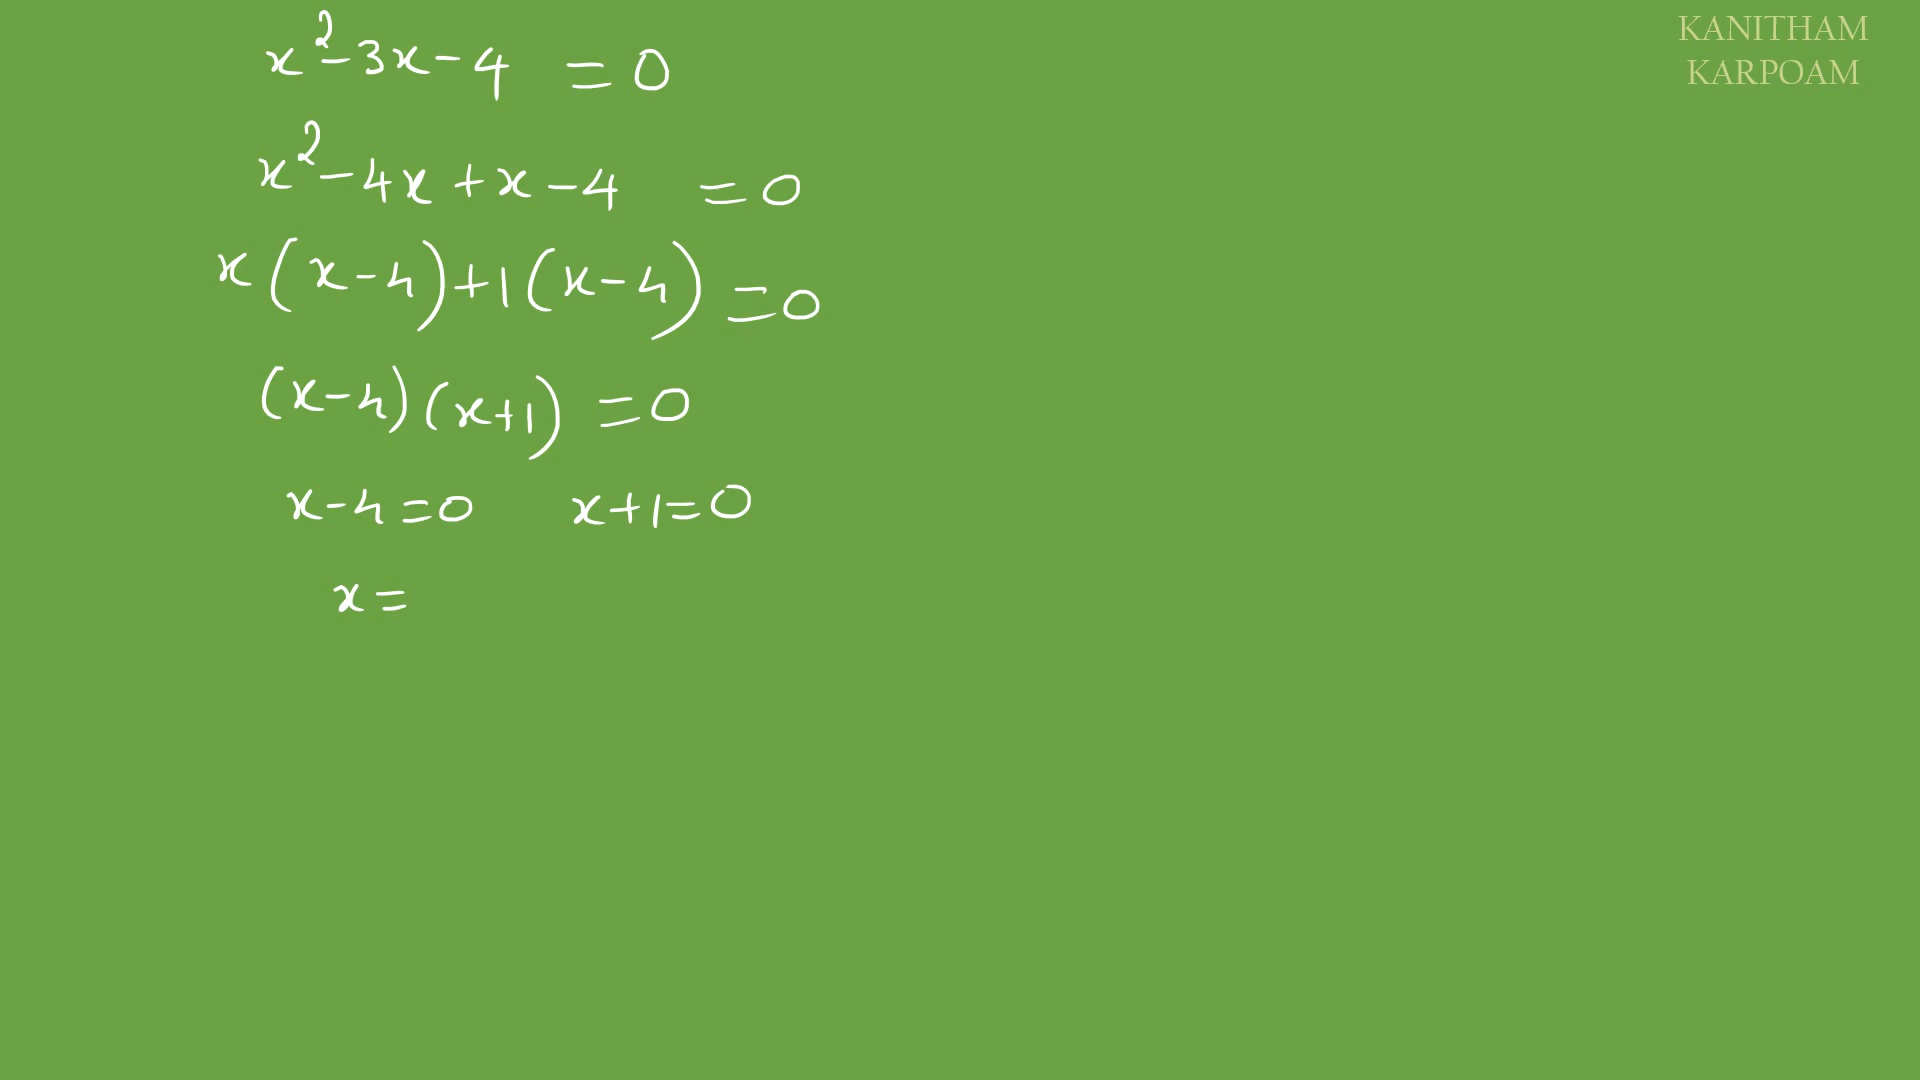 KANITHAM
KARPOAM
x²-3x-4 =0
x²-4x+x-4 =0
x(x-4)+1(x-4)=0
(x-4)(x+1)=0
x-4=0 x+1=0
x=